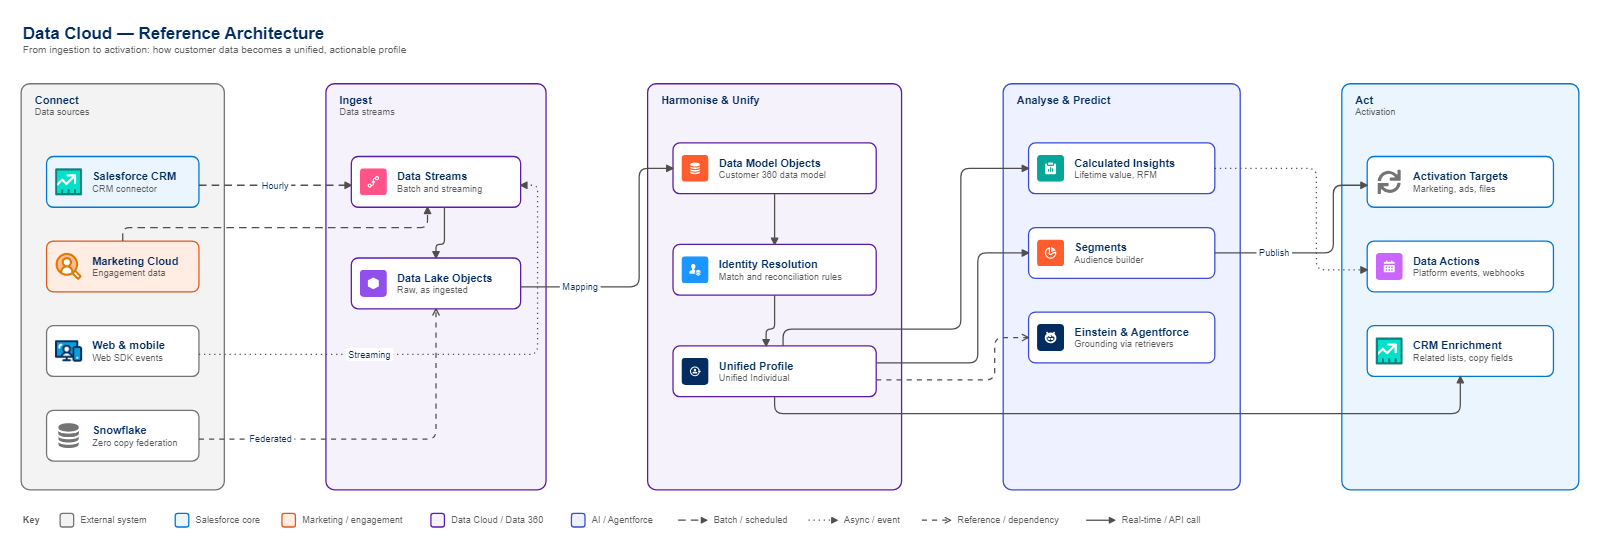 Data Cloud — Reference Architecture
From ingestion to activation: how customer data becomes a unified, actionable profile
Connect
Data sources
Salesforce CRM
CRM connector
Marketing Cloud
Engagement data
Web & mobile
Web SDK events
Snowflake
Zero copy federation
Hourly
Streaming
Federated
Ingest
Data streams
Data Streams
Batch and streaming
Data Lake Objects
Raw, as ingested
Mapping
Harmonise & Unify
Data Model Objects
Customer 360 data model
Identity Resolution
Match and reconciliation rules
Unified Profile
Unified Individual
Analyse & Predict
Calculated Insights
Lifetime value, RFM
Segments
Audience builder
Einstein & Agentforce
Grounding via retrievers
Publish
Act
Activation
Activation Targets
Marketing, ads, files
Data Actions
Platform events, webhooks
CRM Enrichment
Related lists, copy fields
Key
External system
Salesforce core
Marketing / engagement
Data Cloud / Data 360
AI / Agentforce
Batch / scheduled
Async / event
Reference / dependency
Real-time / API call